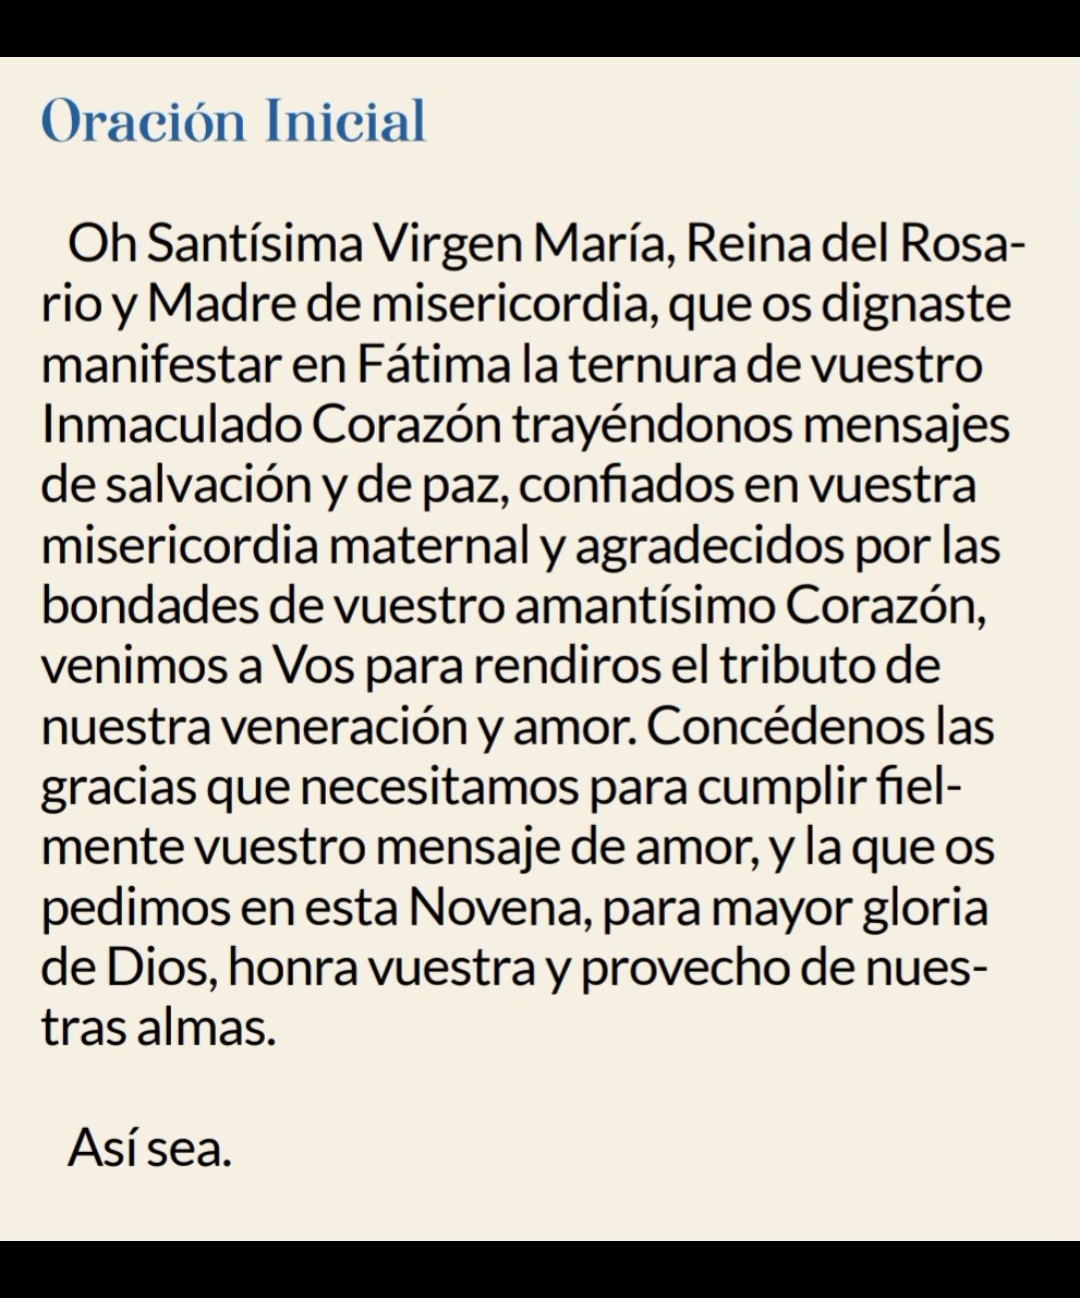 Oración Inicial
Oh Santísima Virgen María, Reina del Rosa-
rio y Madre de misericordia, que os dignaste
manifestar en Fátima la ternura de vuestro
Inmaculado Corazón trayéndonos mensajes
de salvación y de paz, confiados en vuestra
misericordia maternal y agradecidos por las
bondades de vuestro amantísimo Corazón,
venimos a Vos para rendiros el tributo de
nuestra veneración y amor. Concédenos las
gracias que necesitamos para cumplir fiel-
mente vuestro mensaje de amor, y la que os
pedimos en esta Novena, para mayor gloria
de Dios, honra vuestra y provecho de nues-
tras almas.
Así sea.